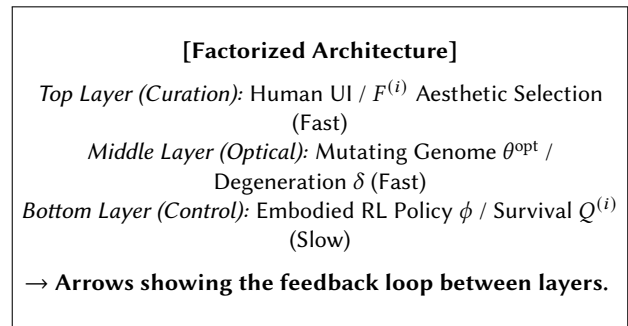 [Factorized Architecture]
Top Layer (Curation): Human UI / F⁽ⁱ⁾ Aesthetic Selection
(Fast)
Middle Layer (Optical): Mutating Genome θᵒᵖᵗ /
Degeneration δ (Fast)
Bottom Layer (Control): Embodied RL Policy ϕ / Survival Q⁽ⁱ⁾
(Slow)
→ Arrows showing the feedback loop between layers.